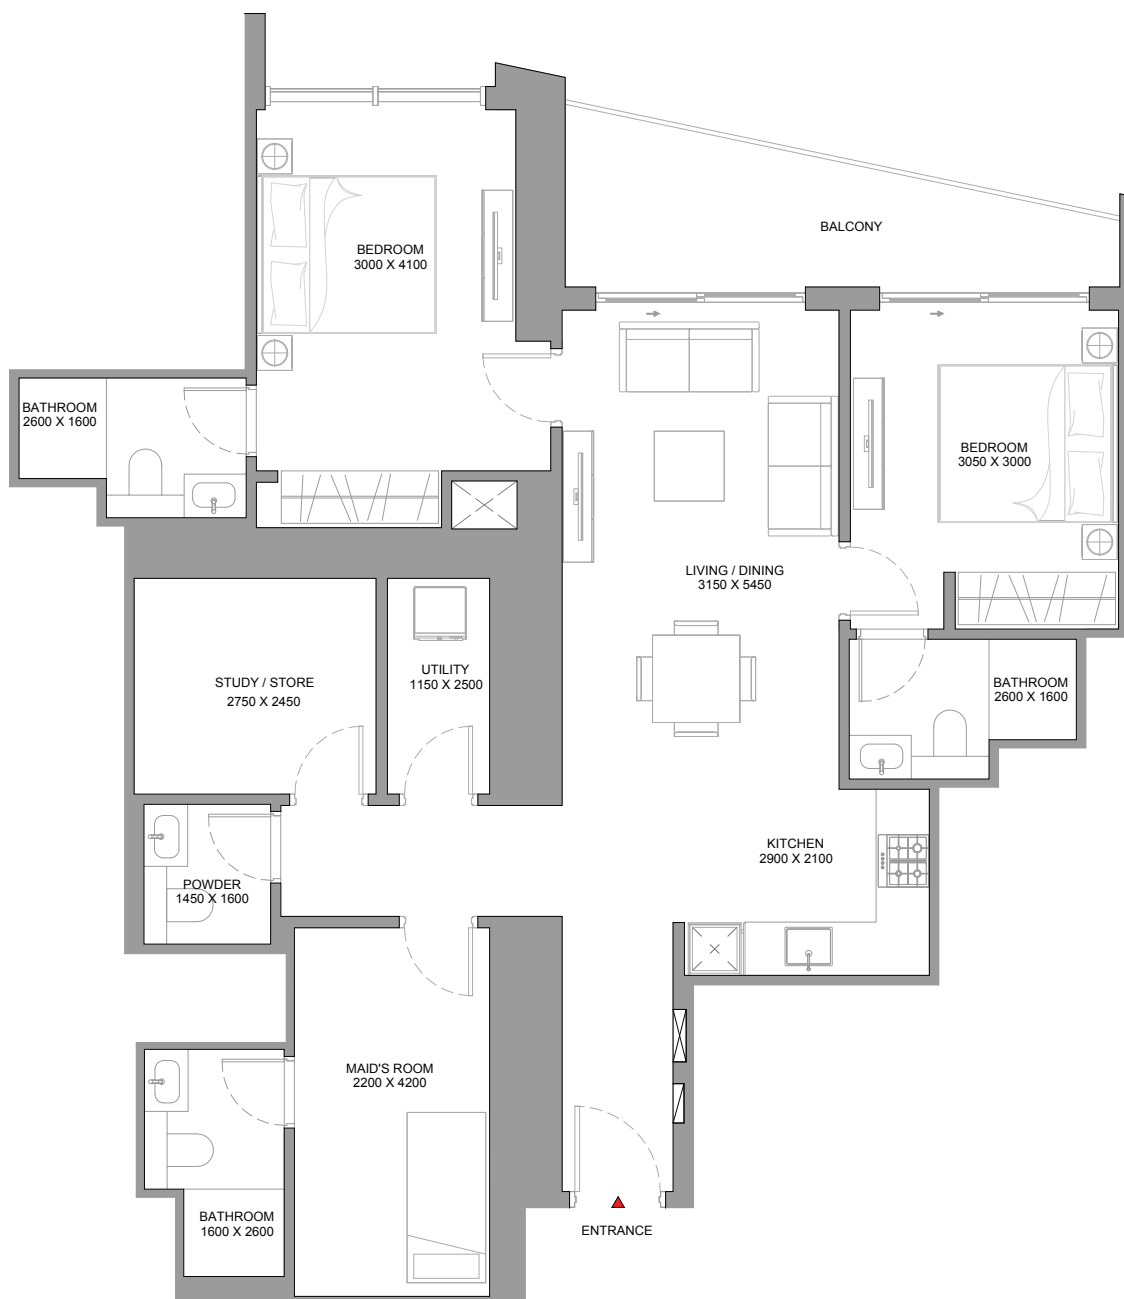 BALCONY
BEDROOM
3000 X 4100
BATHROOM
2600 X 1600
BEDROOM
3050 X 3000
LIVING / DINING
3150 X 5450
STUDY / STORE
2750 X 2450
UTILITY
1150 X 2500
BATHROOM
2600 X 1600
KITCHEN
2900 X 2100
POWDER
1450 X 1600
MAID'S ROOM
2200 X 4200
BATHROOM
1600 X 2600
ENTRANCE